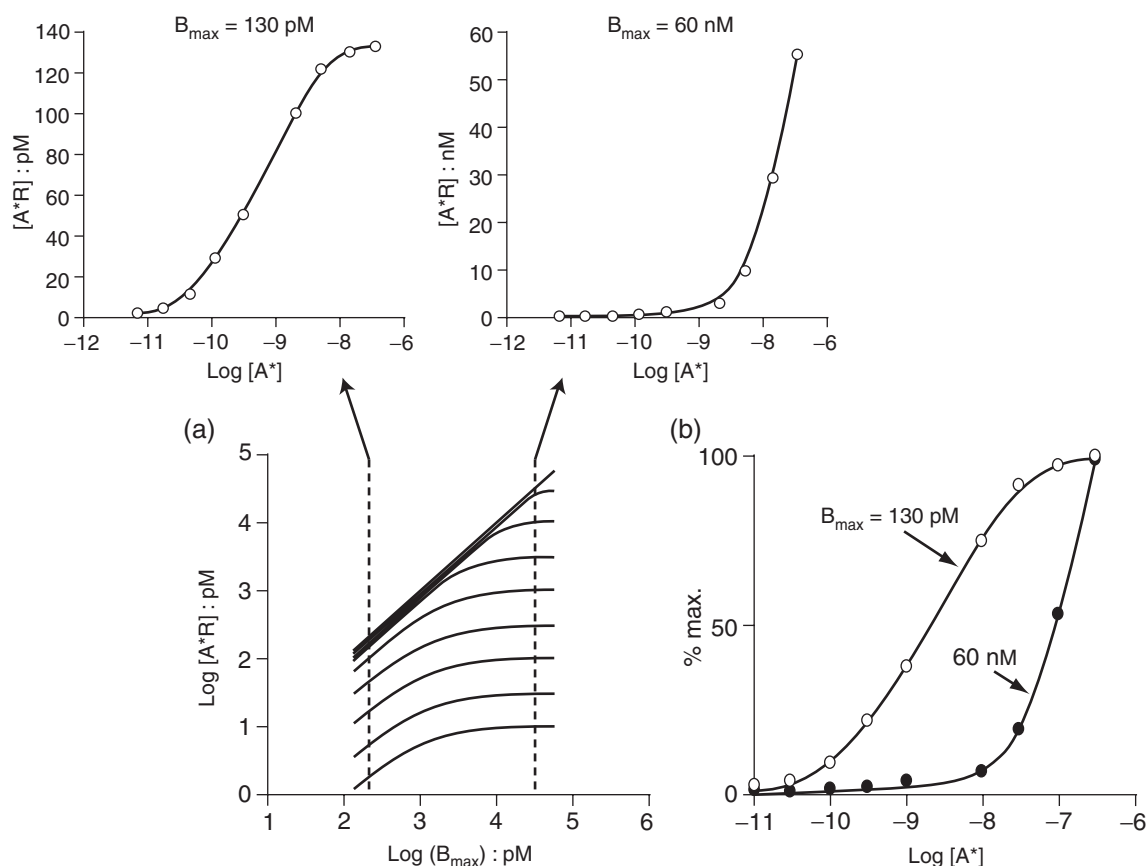 B_max = 130 pM
140
120
100
80
60
40
20
0
[A*R] : pM
−12 −11 −10 −9 −8 −7 −6
Log [A*]
B_max = 60 nM
60
50
40
30
20
10
0
[A*R] : nM
−12 −11 −10 −9 −8 −7 −6
Log [A*]
(a)
5
4
3
2
1
0
Log [A*R] : pM
1 2 3 4 5 6
Log (B_max) : pM
(b)
100
50
0
% max.
B_max = 130 pM
60 nM
−11 −10 −9 −8 −7 −6
Log [A*]